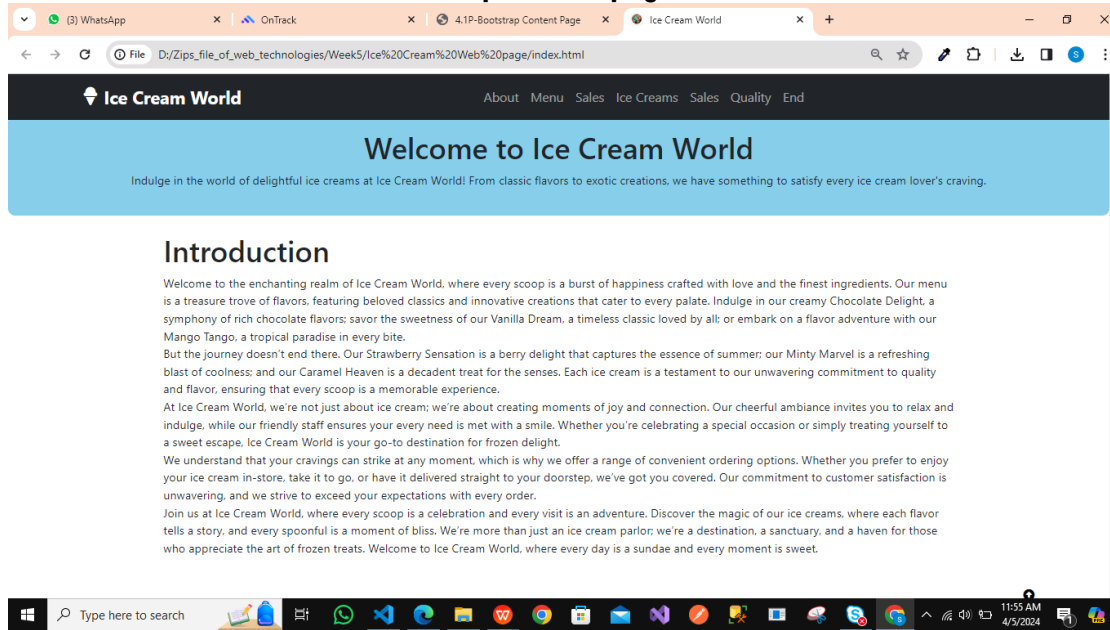 (3) WhatsApp
OnTrack
4.1P-Bootstrap Content Page
Ice Cream World
File D:/Zips_file_of_web_technologies/Week5/Ice%20Cream%20Web%20page/index.html
S
Ice Cream World
About Menu Sales Ice Creams Sales Quality End
Welcome to Ice Cream World
Indulge in the world of delightful ice creams at Ice Cream World! From classic flavors to exotic creations, we have something to satisfy every ice cream lover's craving.
Introduction
Welcome to the enchanting realm of Ice Cream World, where every scoop is a burst of happiness crafted with love and the finest ingredients. Our menu
is a treasure trove of flavors, featuring beloved classics and innovative creations that cater to every palate. Indulge in our creamy Chocolate Delight, a
symphony of rich chocolate flavors; savor the sweetness of our Vanilla Dream, a timeless classic loved by all; or embark on a flavor adventure with our
Mango Tango, a tropical paradise in every bite.
But the journey doesn't end there. Our Strawberry Sensation is a berry delight that captures the essence of summer; our Minty Marvel is a refreshing
blast of coolness; and our Caramel Heaven is a decadent treat for the senses. Each ice cream is a testament to our unwavering commitment to quality
and flavor, ensuring that every scoop is a memorable experience.
At Ice Cream World, we're not just about ice cream; we're about creating moments of joy and connection. Our cheerful ambiance invites you to relax and
indulge, while our friendly staff ensures your every need is met with a smile. Whether you're celebrating a special occasion or simply treating yourself to
a sweet escape, Ice Cream World is your go-to destination for frozen delight.
We understand that your cravings can strike at any moment, which is why we offer a range of convenient ordering options. Whether you prefer to enjoy
your ice cream in-store, take it to go, or have it delivered straight to your doorstep, we've got you covered. Our commitment to customer satisfaction is
unwavering, and we strive to exceed your expectations with every order.
Join us at Ice Cream World, where every scoop is a celebration and every visit is an adventure. Discover the magic of our ice creams, where each flavor
tells a story, and every spoonful is a moment of bliss. We're more than just an ice cream parlor; we're a destination, a sanctuary, and a haven for those
who appreciate the art of frozen treats. Welcome to Ice Cream World, where every day is a sundae and every moment is sweet.
Type here to search
11:55 AM
4/5/2024